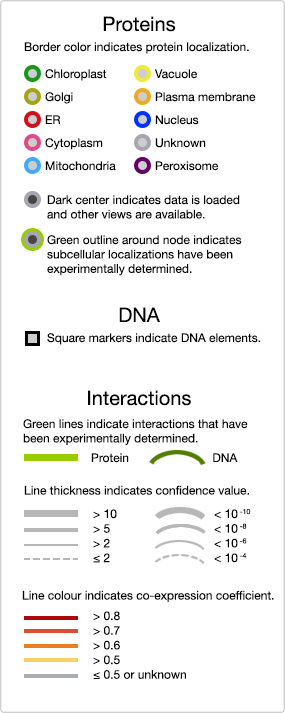 Proteins
Border color indicates protein localization.
Chloroplast Vacuole
Golgi Plasma membrane
ER Nucleus
Cytoplasm Unknown
Mitochondria Peroxisome
Dark center indicates data is loaded
and other views are available.
Green outline around node indicates
subcellular localizations have been
experimentally determined.
DNA
Square markers indicate DNA elements.
Interactions
Green lines indicate interactions that have
been experimentally determined.
Protein DNA
Line thickness indicates confidence value.
> 10 < 10⁻¹⁰
> 5 < 10⁻⁸
> 2 < 10⁻⁶
≤ 2 < 10⁻⁴
Line colour indicates co-expression coefficient.
> 0.8
> 0.7
> 0.6
> 0.5
≤ 0.5 or unknown